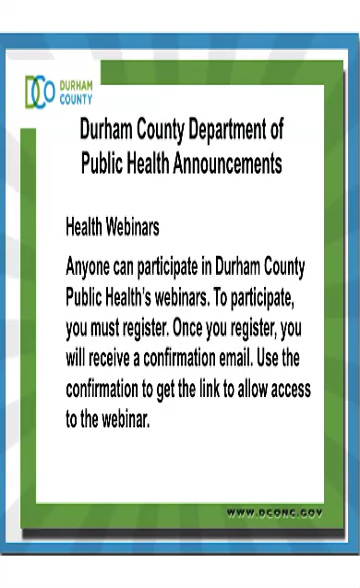 DCO DURHAM
COUNTY
Durham County Department of
Public Health Announcements
Health Webinars
Anyone can participate in Durham County
Public Health's webinars. To participate,
you must register. Once you register, you
will receive a confirmation email. Use the
confirmation to get the link to allow access
to the webinar.
WWW.DCONC.GOV